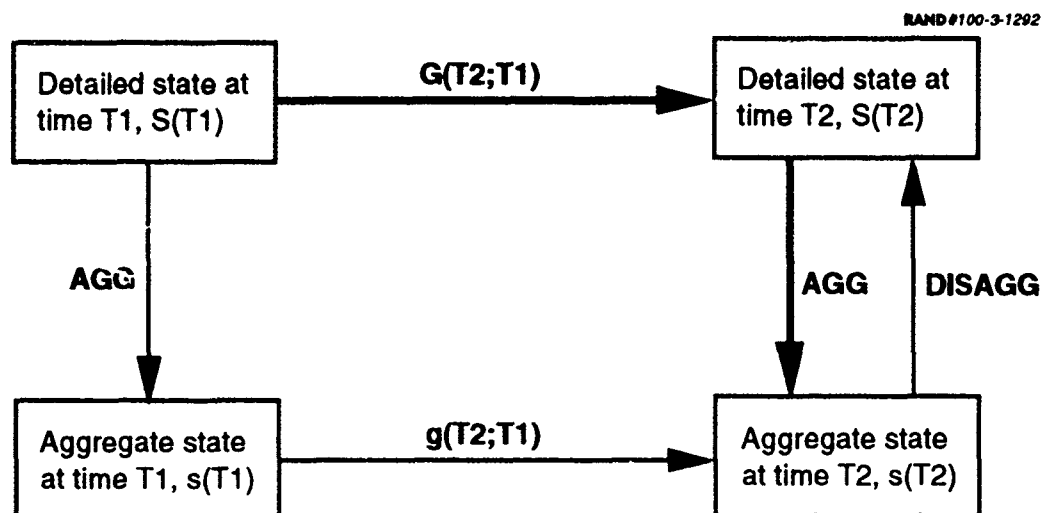 RAND#100-3-1292
Detailed state at
time T1, S(T1)
G(T2;T1)
Detailed state at
time T2, S(T2)
AGG
AGG
DISAGG
Aggregate state
at time T1, s(T1)
g(T2;T1)
Aggregate state
at time T2, s(T2)